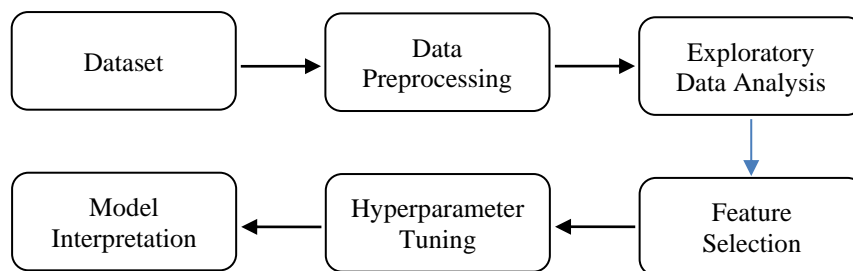 Dataset
Data
Preprocessing
Exploratory
Data Analysis
Feature
Selection
Hyperparameter
Tuning
Model
Interpretation